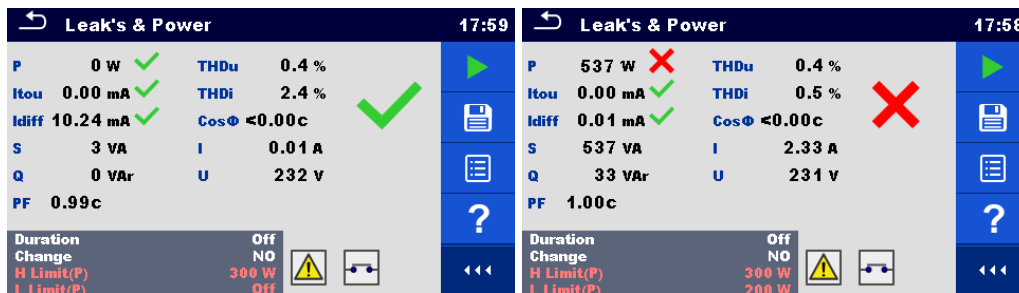 Leak's & Power 17:59
P 0 W THDu 0.4 %
Itou 0.00 mA THDi 2.4 %
Idiff 10.24 mA CosΦ <0.00c
S 3 VA I 0.01 A
Q 0 VAr U 232 V
PF 0.99c
?
Duration Off
Change NO
H Limit(P) 300 W
L Limit(P) Off
Leak's & Power 17:58
P 537 W THDu 0.4 %
Itou 0.00 mA THDi 0.5 %
Idiff 0.01 mA CosΦ <0.00c
S 537 VA I 2.33 A
Q 33 VAr U 231 V
PF 1.00c
?
Duration Off
Change NO
H Limit(P) 300 W
L Limit(P) 200 W